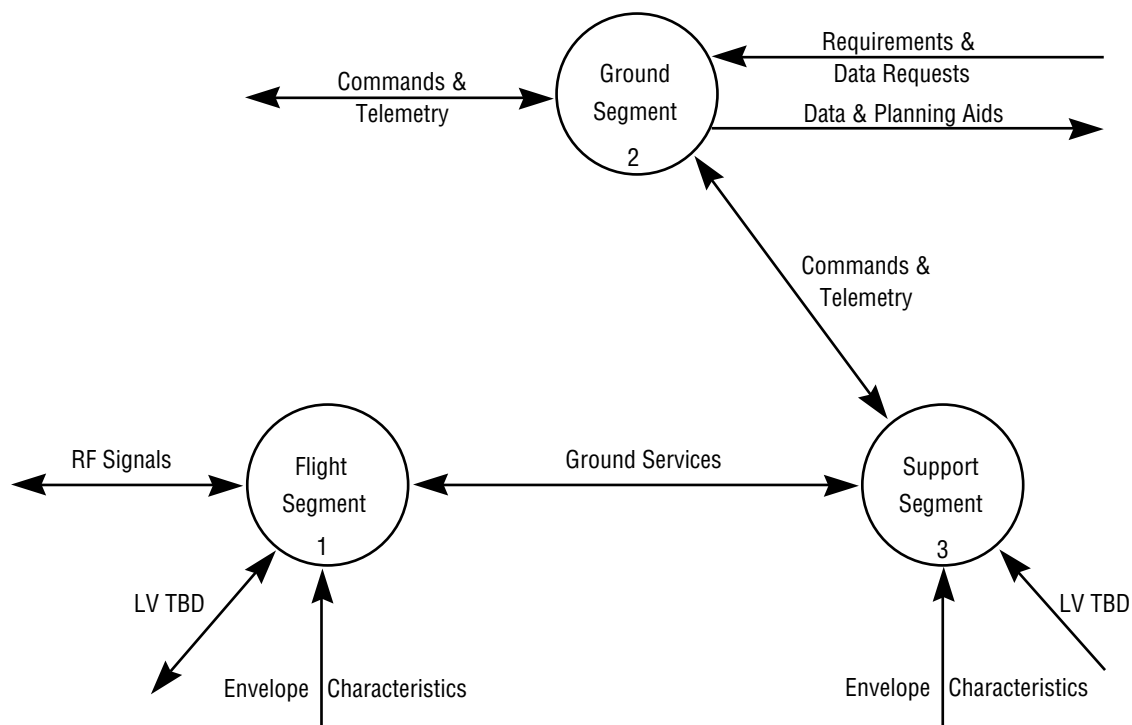 Requirements &
Data Requests
Commands &
Telemetry
Ground
Segment
2
Data & Planning Aids
Commands &
Telemetry
RF Signals
Flight
Segment
1
Ground Services
Support
Segment
3
LV TBD
LV TBD
Envelope Characteristics
Envelope Characteristics